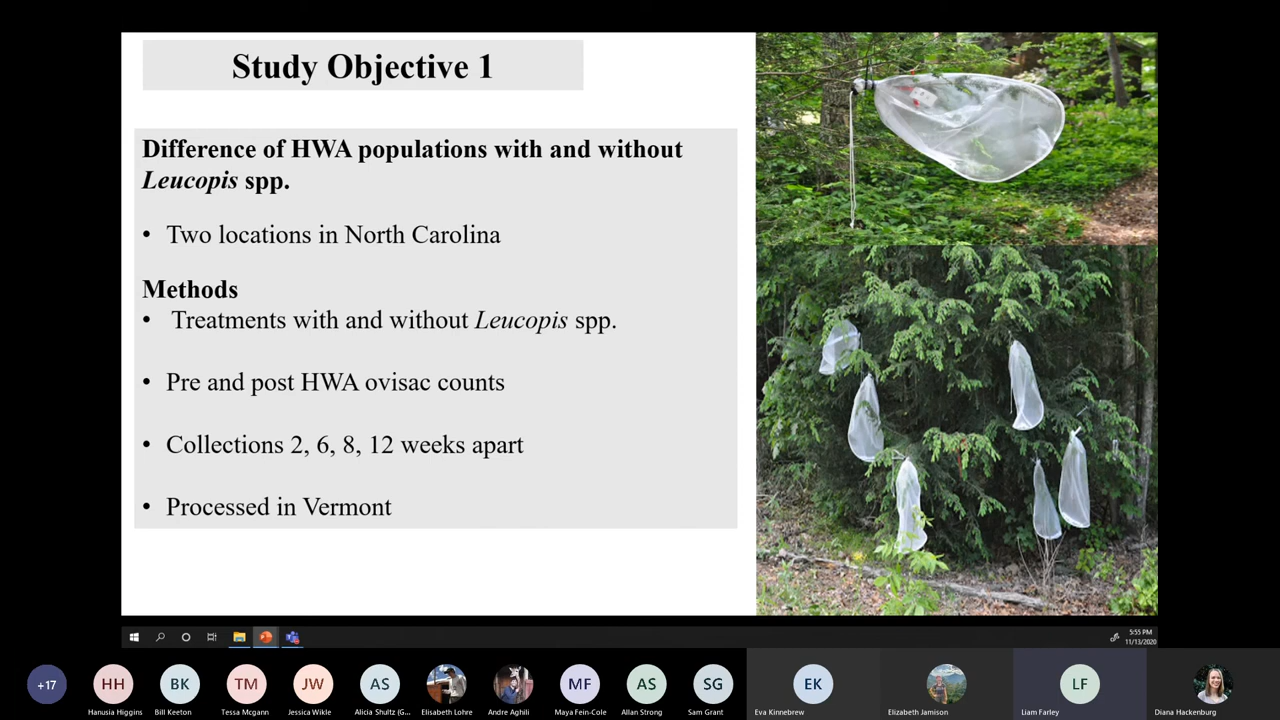 Study Objective 1
Difference of HWA populations with and without
Leucopis spp.
• Two locations in North Carolina
Methods
• Treatments with and without Leucopis spp.
• Pre and post HWA ovisac counts
• Collections 2, 6, 8, 12 weeks apart
• Processed in Vermont
5:55 PM
11/13/2020
+17
HH
BK
TM
JW
AS
MF
AS
SG
EK
LF
Hanusia Higgins
Bill Keeton
Tessa Mcgann
Jessica Wikle
Alicia Shultz (G...
Elisabeth Lohre
Andre Aghili
Maya Fein-Cole
Allan Strong
Sam Grant
Eva Kinnebrew
Elizabeth Jamison
Liam Farley
Diana Hackenburg